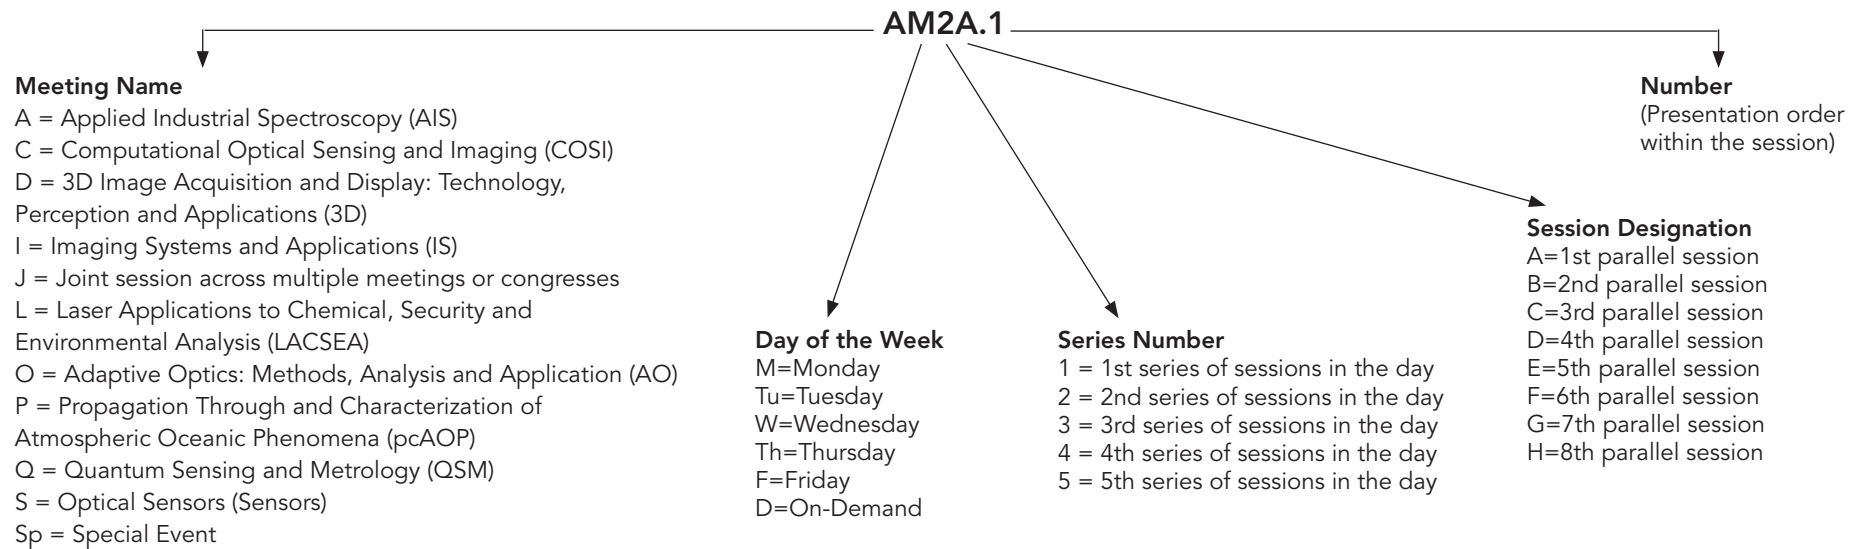 AM2A.1
Meeting Name
A = Applied Industrial Spectroscopy (AIS)
C = Computational Optical Sensing and Imaging (COSI)
D = 3D Image Acquisition and Display: Technology,
Perception and Applications (3D)
I = Imaging Systems and Applications (IS)
J = Joint session across multiple meetings or congresses
L = Laser Applications to Chemical, Security and
Environmental Analysis (LACSEA)
O = Adaptive Optics: Methods, Analysis and Application (AO)
P = Propagation Through and Characterization of
Atmospheric Oceanic Phenomena (pcAOP)
Q = Quantum Sensing and Metrology (QSM)
S = Optical Sensors (Sensors)
Sp = Special Event
Day of the Week
M=Monday
Tu=Tuesday
W=Wednesday
Th=Thursday
F=Friday
D=On-Demand
Series Number
1 = 1st series of sessions in the day
2 = 2nd series of sessions in the day
3 = 3rd series of sessions in the day
4 = 4th series of sessions in the day
5 = 5th series of sessions in the day
Session Designation
A=1st parallel session
B=2nd parallel session
C=3rd parallel session
D=4th parallel session
E=5th parallel session
F=6th parallel session
G=7th parallel session
H=8th parallel session
Number
(Presentation order
within the session)